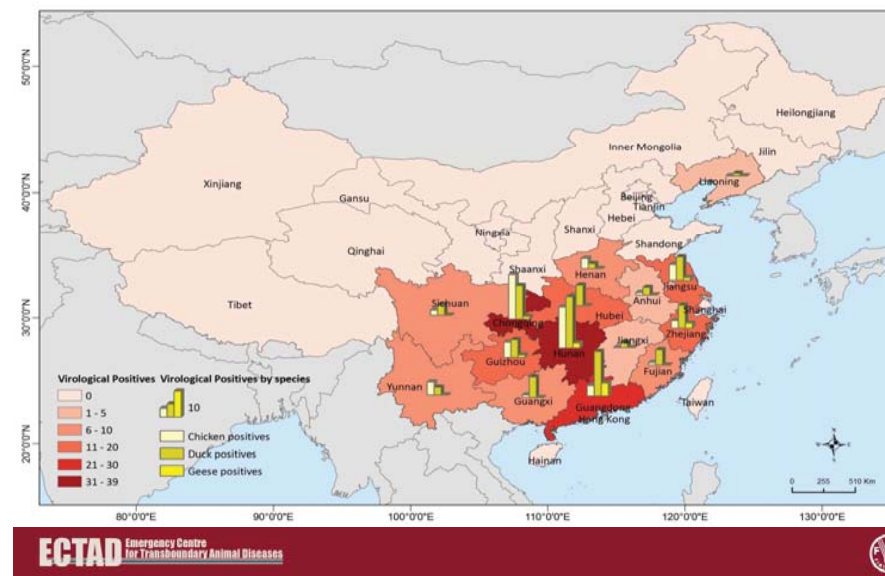 50°0'0"N
40°0'0"N
30°0'0"N
20°0'0"N
Heilongjiang
Jilin
Inner Mongolia
Liaoning
Xinjiang
Beijing
Tianjin
Gansu
Hebei
Shanxi
Ningxia
Shandong
Qinghai
Shaanxi
Henan
Jiangsu
Tibet
Anhui
Sichuan
Shanghai
Hubei
Chongqing
Zhejiang
Jiangxi
Hunan
Guizhou
Fujian
Yunnan
Guangxi
Guangdong
Taiwan
Hong Kong
Hainan
Virological Positives
0
1 - 5
6 - 10
11 - 20
21 - 30
31 - 39
Virological Positives by species
10
Chicken positives
Duck positives
Geese positives
0 255 510 Km
80°0'0"E 90°0'0"E 100°0'0"E 110°0'0"E 120°0'0"E 130°0'0"E
ECTAD Emergency Centre
for Transboundary Animal Diseases